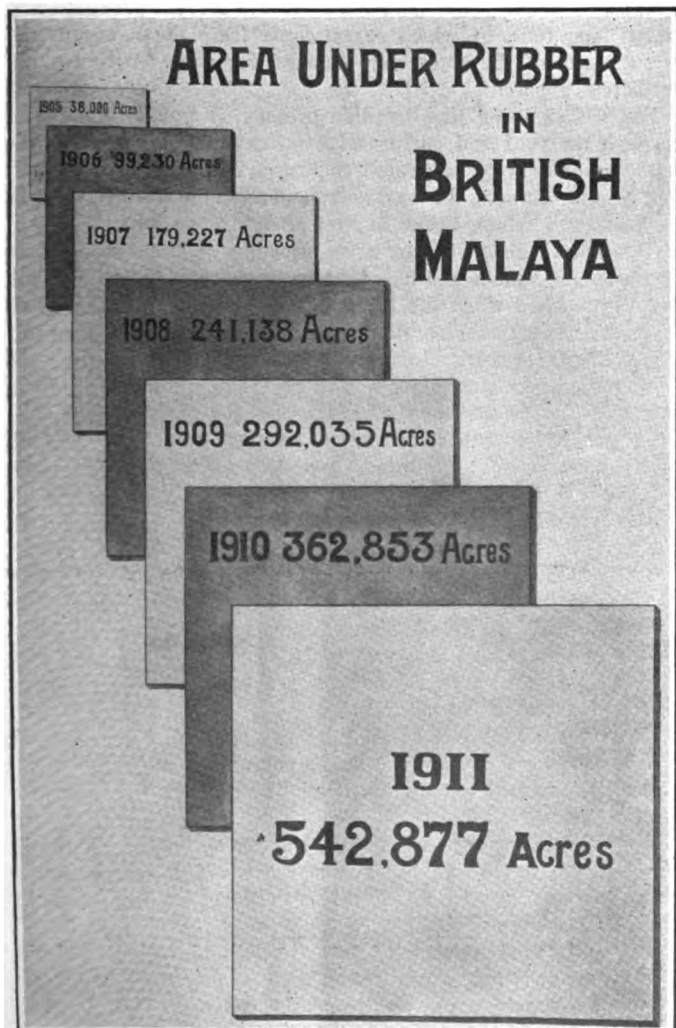 AREA UNDER RUBBER
IN
BRITISH
MALAYA
1905 38,000 Acres
1906 99,230 Acres
1907 179,227 Acres
1908 241,138 Acres
1909 292,035 Acres
1910 362,853 Acres
1911
542,877 Acres